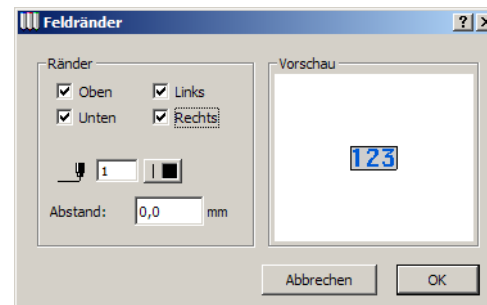 Feldränder
Ränder
Oben
Links
Unten
Rechts
1
Abstand: 0,0 mm
Vorschau
123
Abbrechen
OK